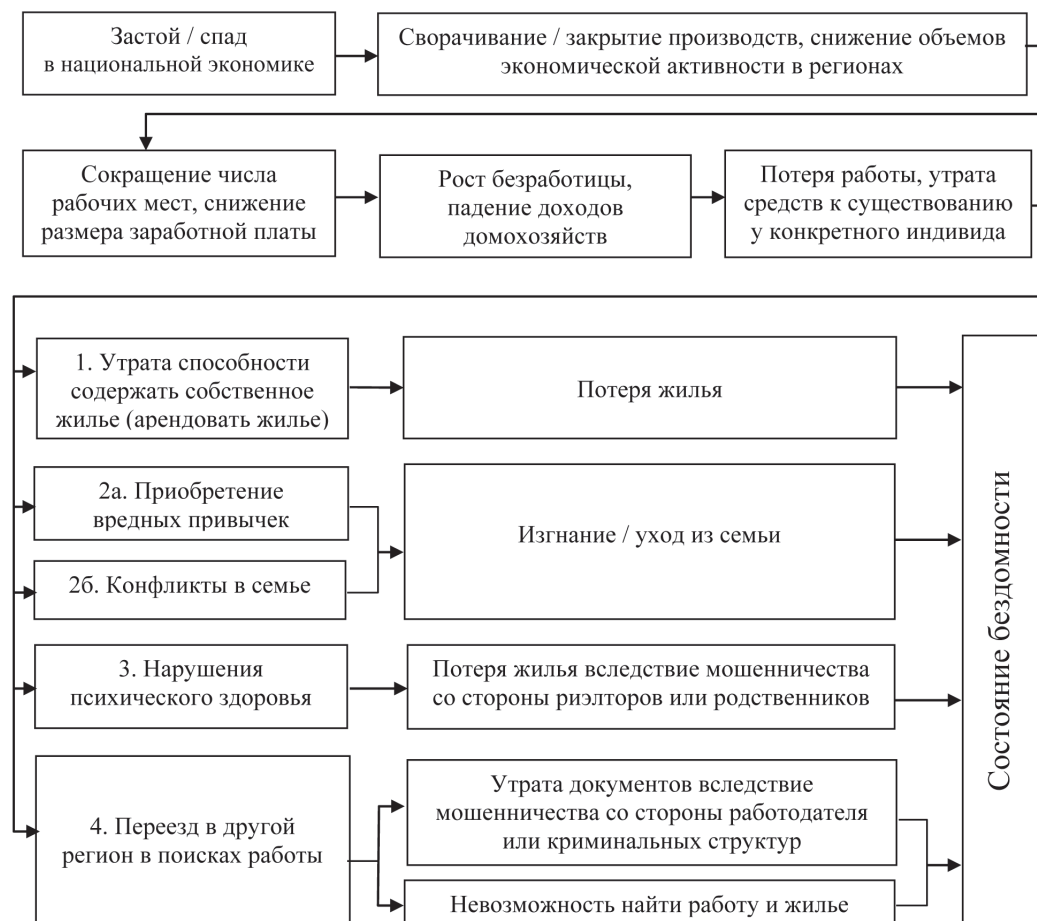 Застой / спад
в национальной экономике
Сворачивание / закрытие производств, снижение объемов
экономической активности в регионах
Сокращение числа
рабочих мест, снижение
размера заработной платы
Рост безработицы,
падение доходов
домохозяйств
Потеря работы, утрата
средств к существованию
у конкретного индивида
1. Утрата способности
содержать собственное
жилье (арендовать жилье)
Потеря жилья
2а. Приобретение
вредных привычек
2б. Конфликты в семье
Изгнание / уход из семьи
3. Нарушения
психического здоровья
Потеря жилья вследствие мошенничества
со стороны риэлторов или родственников
4. Переезд в другой
регион в поисках работы
Утрата документов вследствие
мошенничества со стороны работодателя
или криминальных структур
Невозможность найти работу и жилье
Состояние бездомности